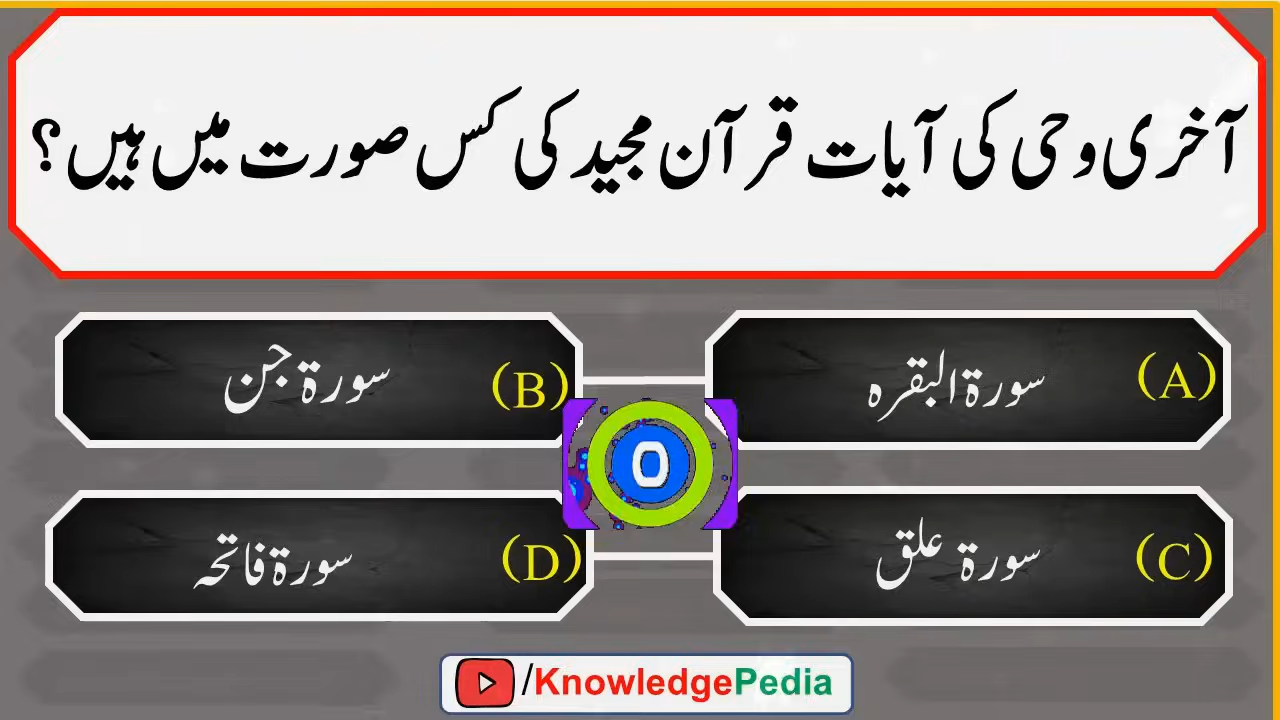 آخری وحی کی آیات قرآن مجید کی کس صورت میں ہیں؟
(A) سورۃ البقرہ
(B) سورۃ جن
(C) سورۃ علق
(D) سورۃ فاتحہ
0
/KnowledgePedia